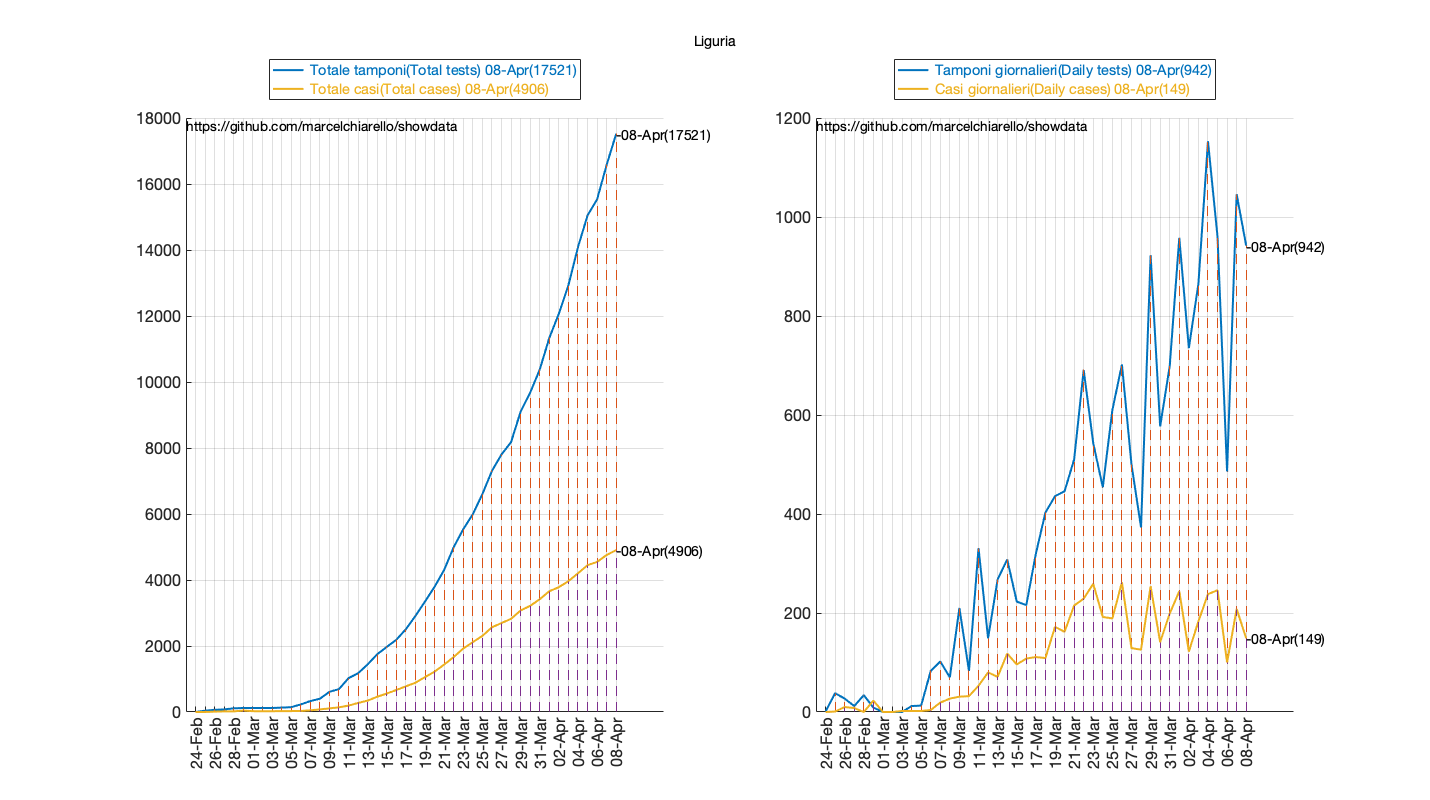 Liguria
Totale tamponi(Total tests) 08-Apr(17521)
Totale casi(Total cases) 08-Apr(4906)
https://github.com/marcelchiarello/showdata
18000
16000
14000
12000
10000
8000
6000
4000
2000
0
08-Apr(17521)
08-Apr(4906)
24-Feb
26-Feb
28-Feb
01-Mar
03-Mar
05-Mar
07-Mar
09-Mar
11-Mar
13-Mar
15-Mar
17-Mar
19-Mar
21-Mar
23-Mar
25-Mar
27-Mar
29-Mar
31-Mar
02-Apr
04-Apr
06-Apr
08-Apr
Tamponi giornalieri(Daily tests) 08-Apr(942)
Casi giornalieri(Daily cases) 08-Apr(149)
https://github.com/marcelchiarello/showdata
1200
1000
800
600
400
200
0
08-Apr(942)
08-Apr(149)
24-Feb
26-Feb
28-Feb
01-Mar
03-Mar
05-Mar
07-Mar
09-Mar
11-Mar
13-Mar
15-Mar
17-Mar
19-Mar
21-Mar
23-Mar
25-Mar
27-Mar
29-Mar
31-Mar
02-Apr
04-Apr
06-Apr
08-Apr